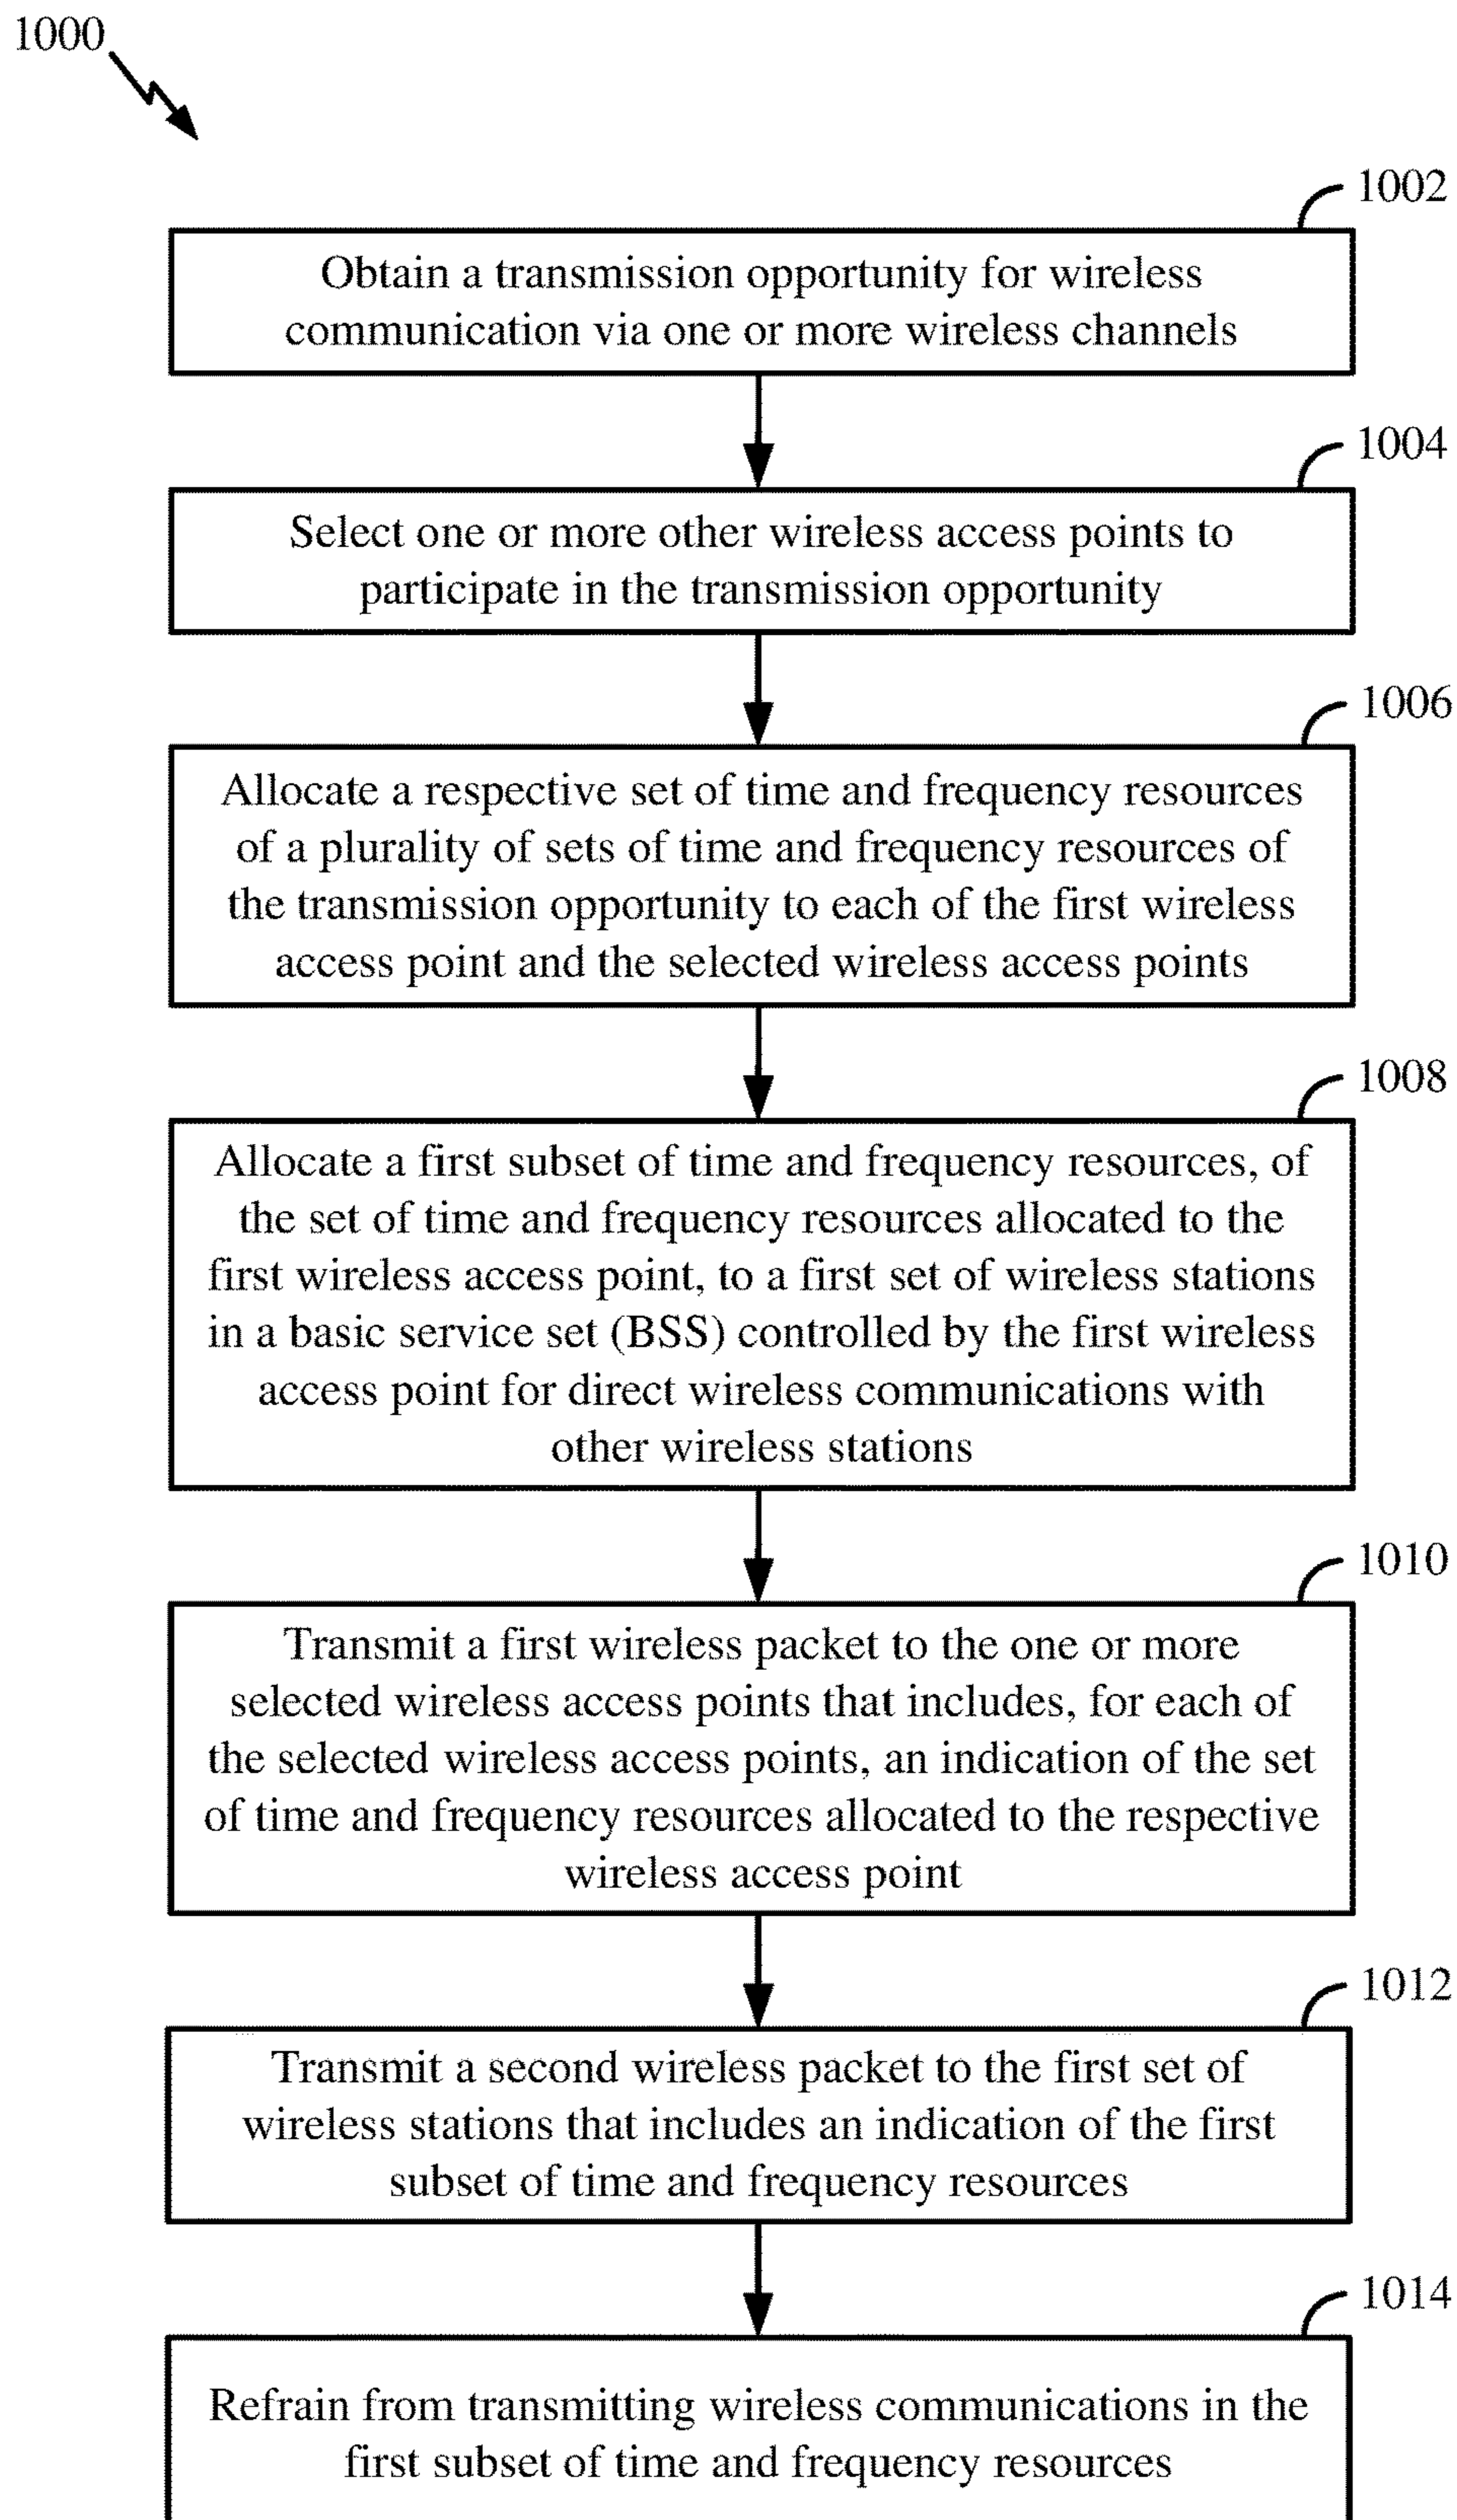 1000
1002
Obtain a transmission opportunity for wireless
communication via one or more wireless channels
1004
Select one or more other wireless access points to
participate in the transmission opportunity
1006
Allocate a respective set of time and frequency resources
of a plurality of sets of time and frequency resources of
the transmission opportunity to each of the first wireless
access point and the selected wireless access points
1008
Allocate a first subset of time and frequency resources, of
the set of time and frequency resources allocated to the
first wireless access point, to a first set of wireless stations
in a basic service set (BSS) controlled by the first wireless
access point for direct wireless communications with
other wireless stations
1010
Transmit a first wireless packet to the one or more
selected wireless access points that includes, for each of
the selected wireless access points, an indication of the set
of time and frequency resources allocated to the respective
wireless access point
1012
Transmit a second wireless packet to the first set of
wireless stations that includes an indication of the first
subset of time and frequency resources
1014
Refrain from transmitting wireless communications in the
first subset of time and frequency resources